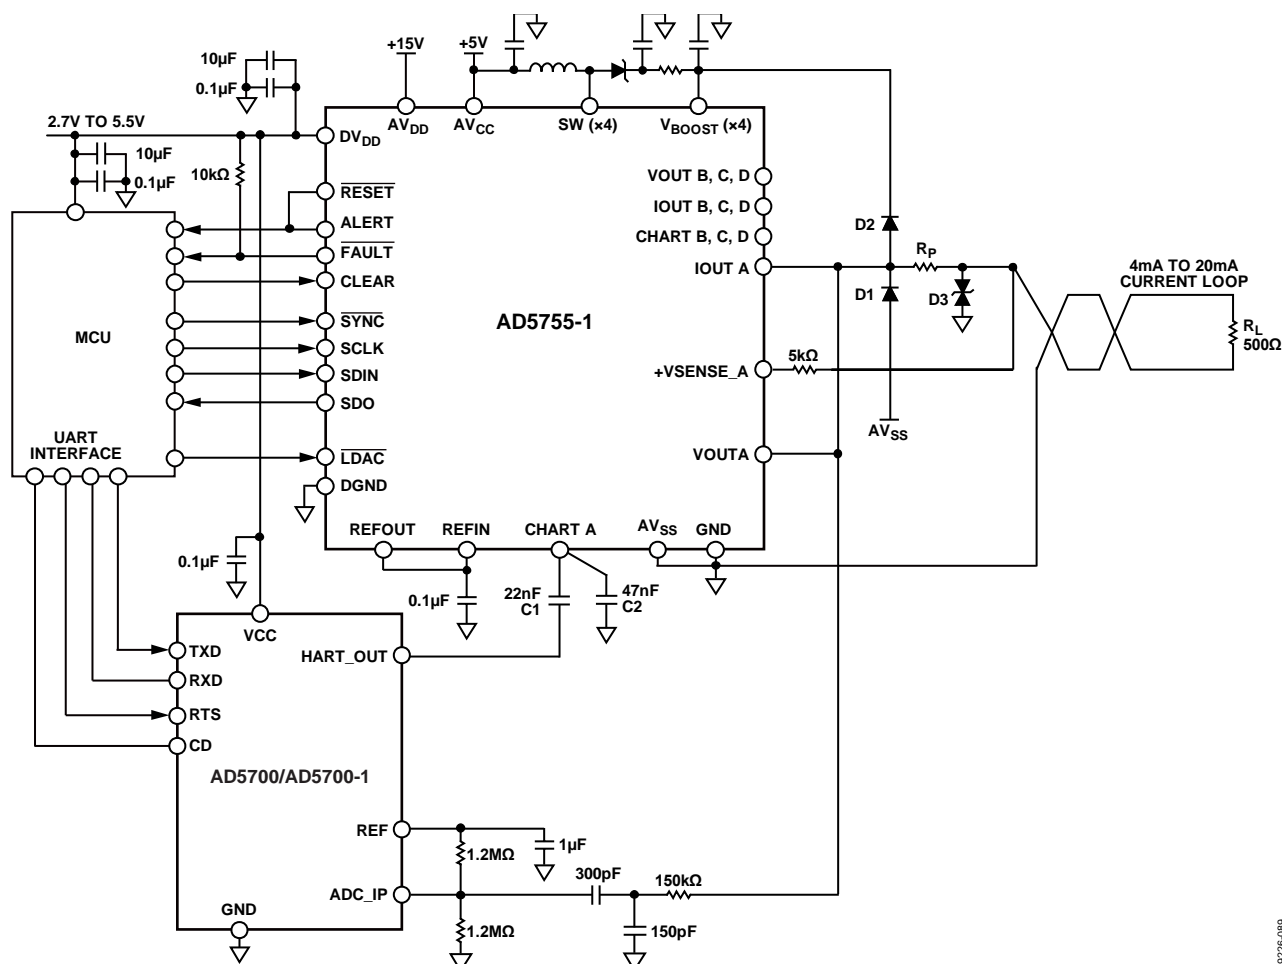 +15V
+5V
10µF
0.1µF
2.7V TO 5.5V
10µF
0.1µF
10kΩ
DVDD
AVDD
AVCC
SW (×4)
VBOOST (×4)
RESET
ALERT
FAULT
CLEAR
SYNC
SCLK
SDIN
SDO
LDAC
DGND
MCU
UART
INTERFACE
AD5755-1
VOUT B, C, D
IOUT B, C, D
CHART B, C, D
IOUT A
+VSENSE_A
VOUTA
D2
RP
D1
D3
4mA TO 20mA
CURRENT LOOP
RL
500Ω
5kΩ
AVSS
REFOUT
REFIN
CHART A
AVSS
GND
0.1µF
0.1µF
22nF
C1
47nF
C2
VCC
TXD
RXD
RTS
CD
HART_OUT
AD5700/AD5700-1
REF
ADC_IP
GND
1.2MΩ
1µF
1.2MΩ
300pF
150kΩ
150pF
9226-089